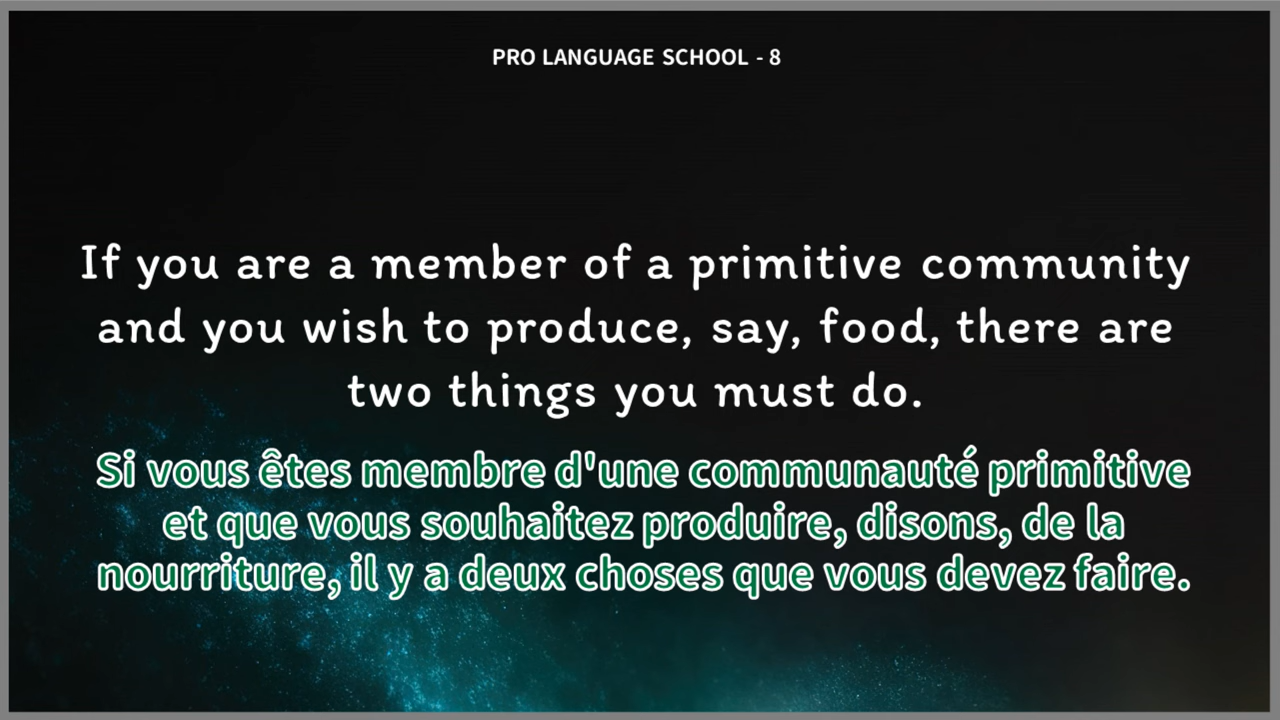 PRO LANGUAGE SCHOOL - 8
If you are a member of a primitive community
and you wish to produce, say, food, there are
two things you must do.
Si vous êtes membre d'une communauté primitive
et que vous souhaitez produire, disons, de la
nourriture, il y a deux choses que vous devez faire.